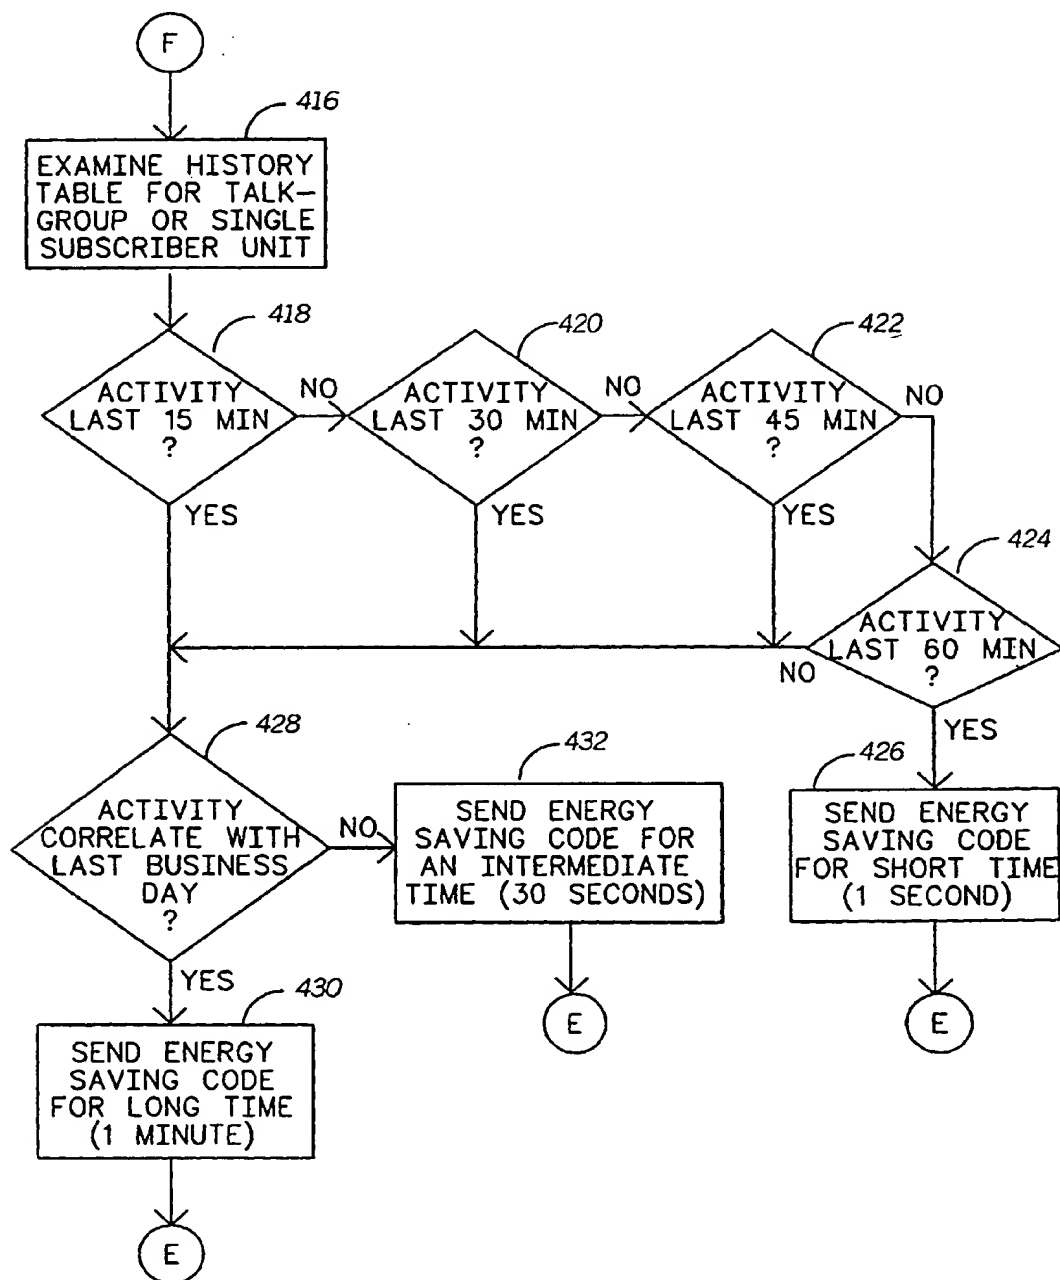 F
416
EXAMINE HISTORY
TABLE FOR TALK-
GROUP OR SINGLE
SUBSCRIBER UNIT
418
ACTIVITY
LAST 15 MIN
?
NO
YES
420
ACTIVITY
LAST 30 MIN
?
NO
YES
422
ACTIVITY
LAST 45 MIN
?
NO
YES
424
ACTIVITY
LAST 60 MIN
?
NO
YES
426
SEND ENERGY
SAVING CODE
FOR SHORT TIME
(1 SECOND)
E
428
ACTIVITY
CORRELATE WITH
LAST BUSINESS
DAY
?
NO
YES
432
SEND ENERGY
SAVING CODE FOR
AN INTERMEDIATE
TIME (30 SECONDS)
E
430
SEND ENERGY
SAVING CODE
FOR LONG TIME
(1 MINUTE)
E